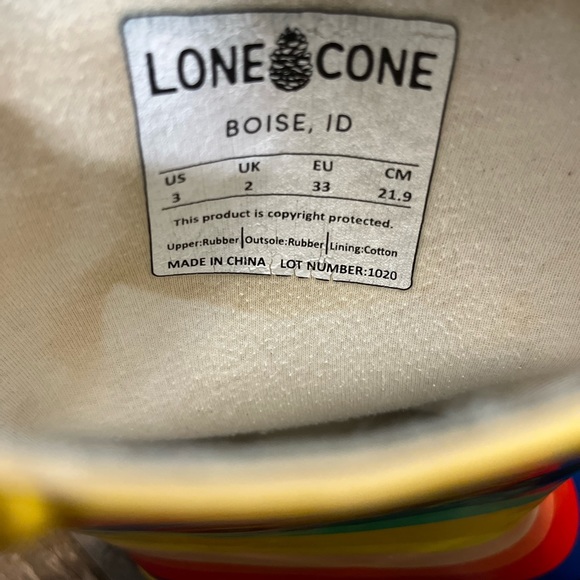 LONE CONE
BOISE, ID
US UK EU CM
3 2 33 21.9
This product is copyright protected.
Upper:Rubber|Outsole:Rubber|Lining:Cotton
MADE IN CHINA LOT NUMBER:1020